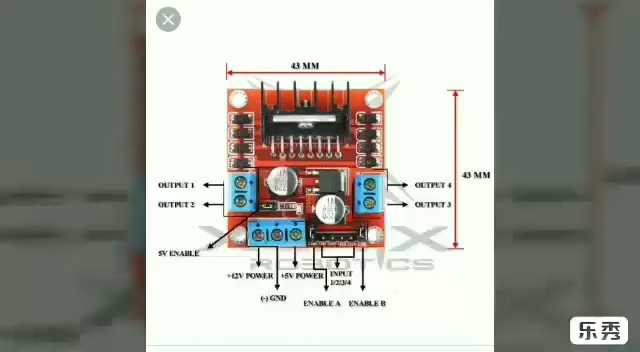 43 MM
43 MM
OUTPUT 1
OUTPUT 4
OUTPUT 2
OUTPUT 3
5V ENABLE
ROBOTICS
+12V POWER
+5V POWER
INPUT
1/2/3/4
(-) GND
ENABLE A
ENABLE B
乐秀